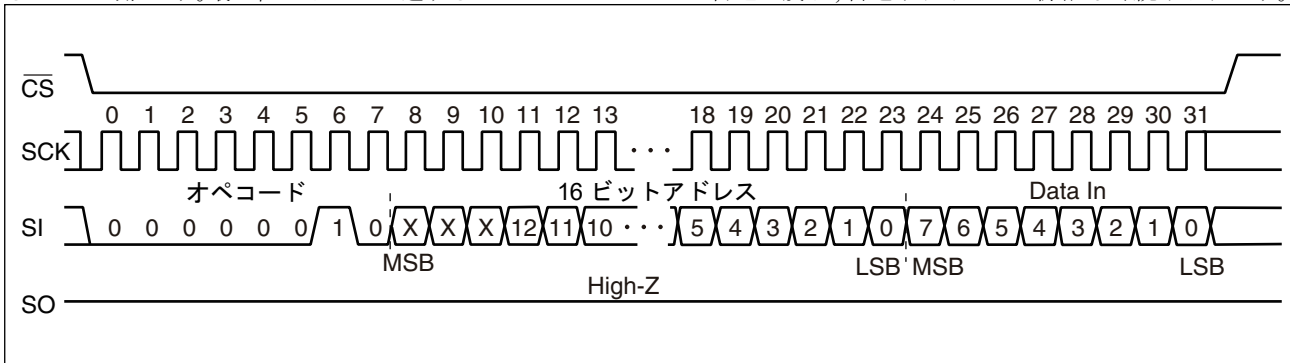 CS
0 1 2 3 4 5 6 7 8 9 10 11 12 13 ・・・ 18 19 20 21 22 23 24 25 26 27 28 29 30 31
SCK
オペコード 16 ビットアドレス Data In
SI 0 0 0 0 0 0 1 0 X X X 12 11 10 ・・・ 5 4 3 2 1 0 7 6 5 4 3 2 1 0
MSB LSB MSB LSB
High-Z
SO